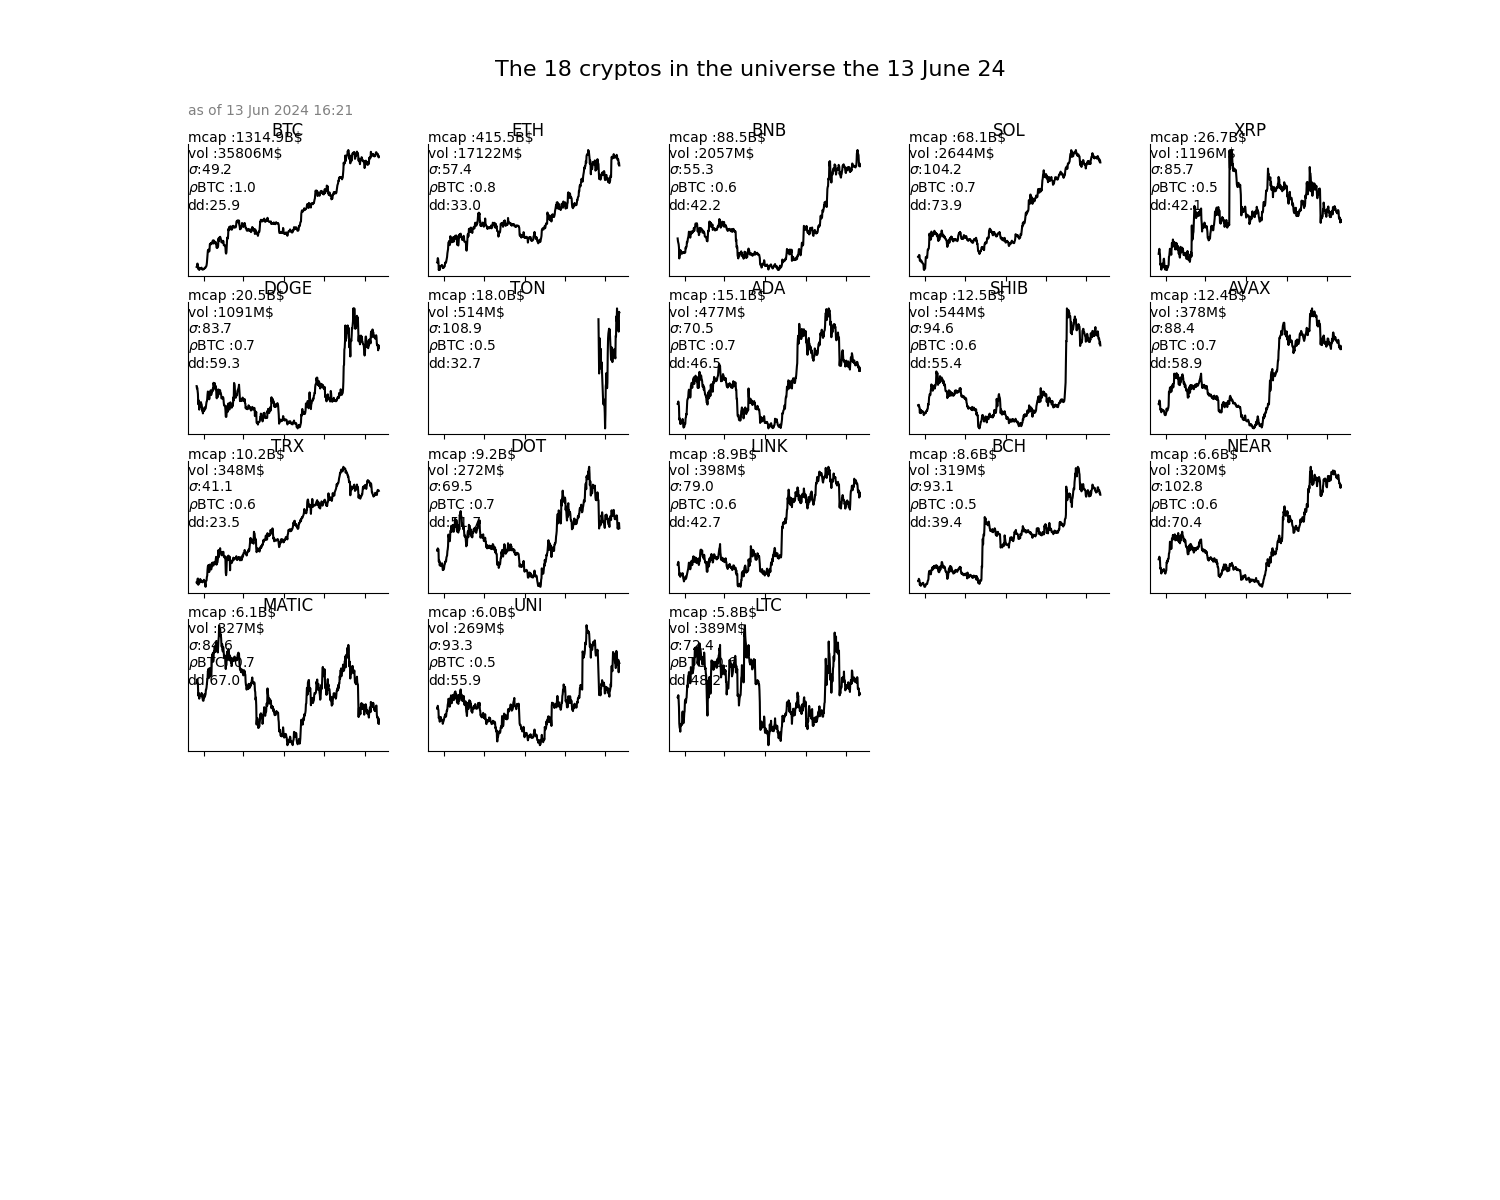 The 18 cryptos in the universe the 13 June 24
as of 13 Jun 2024 16:21
BTC
mcap :1314.9B$
vol :35806M$
σ:49.2
ρBTC :1.0
dd:25.9
ETH
mcap :415.5B$
vol :17122M$
σ:57.4
ρBTC :0.8
dd:33.0
BNB
mcap :88.5B$
vol :2057M$
σ:55.3
ρBTC :0.6
dd:42.2
SOL
mcap :68.1B$
vol :2644M$
σ:104.2
ρBTC :0.7
dd:73.9
XRP
mcap :26.7B$
vol :1196M$
σ:85.7
ρBTC :0.5
dd:42.1
DOGE
mcap :20.5B$
vol :1091M$
σ:83.7
ρBTC :0.7
dd:59.3
TON
mcap :18.0B$
vol :514M$
σ:108.9
ρBTC :0.5
dd:32.7
ADA
mcap :15.1B$
vol :477M$
σ:70.5
ρBTC :0.7
dd:46.5
SHIB
mcap :12.5B$
vol :544M$
σ:94.6
ρBTC :0.6
dd:55.4
AVAX
mcap :12.4B$
vol :378M$
σ:88.4
ρBTC :0.7
dd:58.9
TRX
mcap :10.2B$
vol :348M$
σ:41.1
ρBTC :0.6
dd:23.5
DOT
mcap :9.2B$
vol :272M$
σ:69.5
ρBTC :0.7
LINK
mcap :8.9B$
vol :398M$
σ:79.0
ρBTC :0.6
dd:42.7
BCH
mcap :8.6B$
vol :319M$
σ:93.1
ρBTC :0.5
dd:39.4
NEAR
mcap :6.6B$
vol :320M$
σ:102.8
ρBTC :0.6
dd:70.4
MATIC
mcap :6.1B$
vol :327M$
ρBTC :0.7
dd:67.0
UNI
mcap :6.0B$
vol :269M$
σ:93.3
ρBTC :0.5
dd:55.9
LTC
mcap :5.8B$
vol :389M$
σ:72.4
dd:48.2